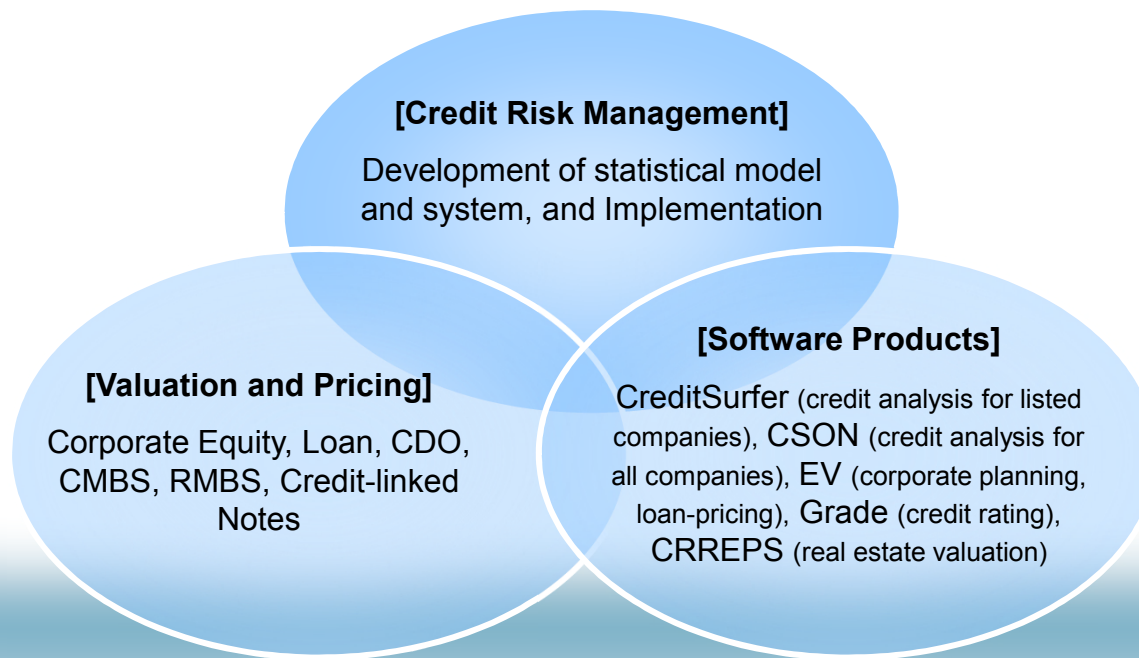 [Credit Risk Management]
Development of statistical model
and system, and Implementation
[Valuation and Pricing]
Corporate Equity, Loan, CDO,
CMBS, RMBS, Credit-linked
Notes
[Software Products]
CreditSurfer (credit analysis for listed
companies), CSON (credit analysis for
all companies), EV (corporate planning,
loan-pricing), Grade (credit rating),
CRREPS (real estate valuation)